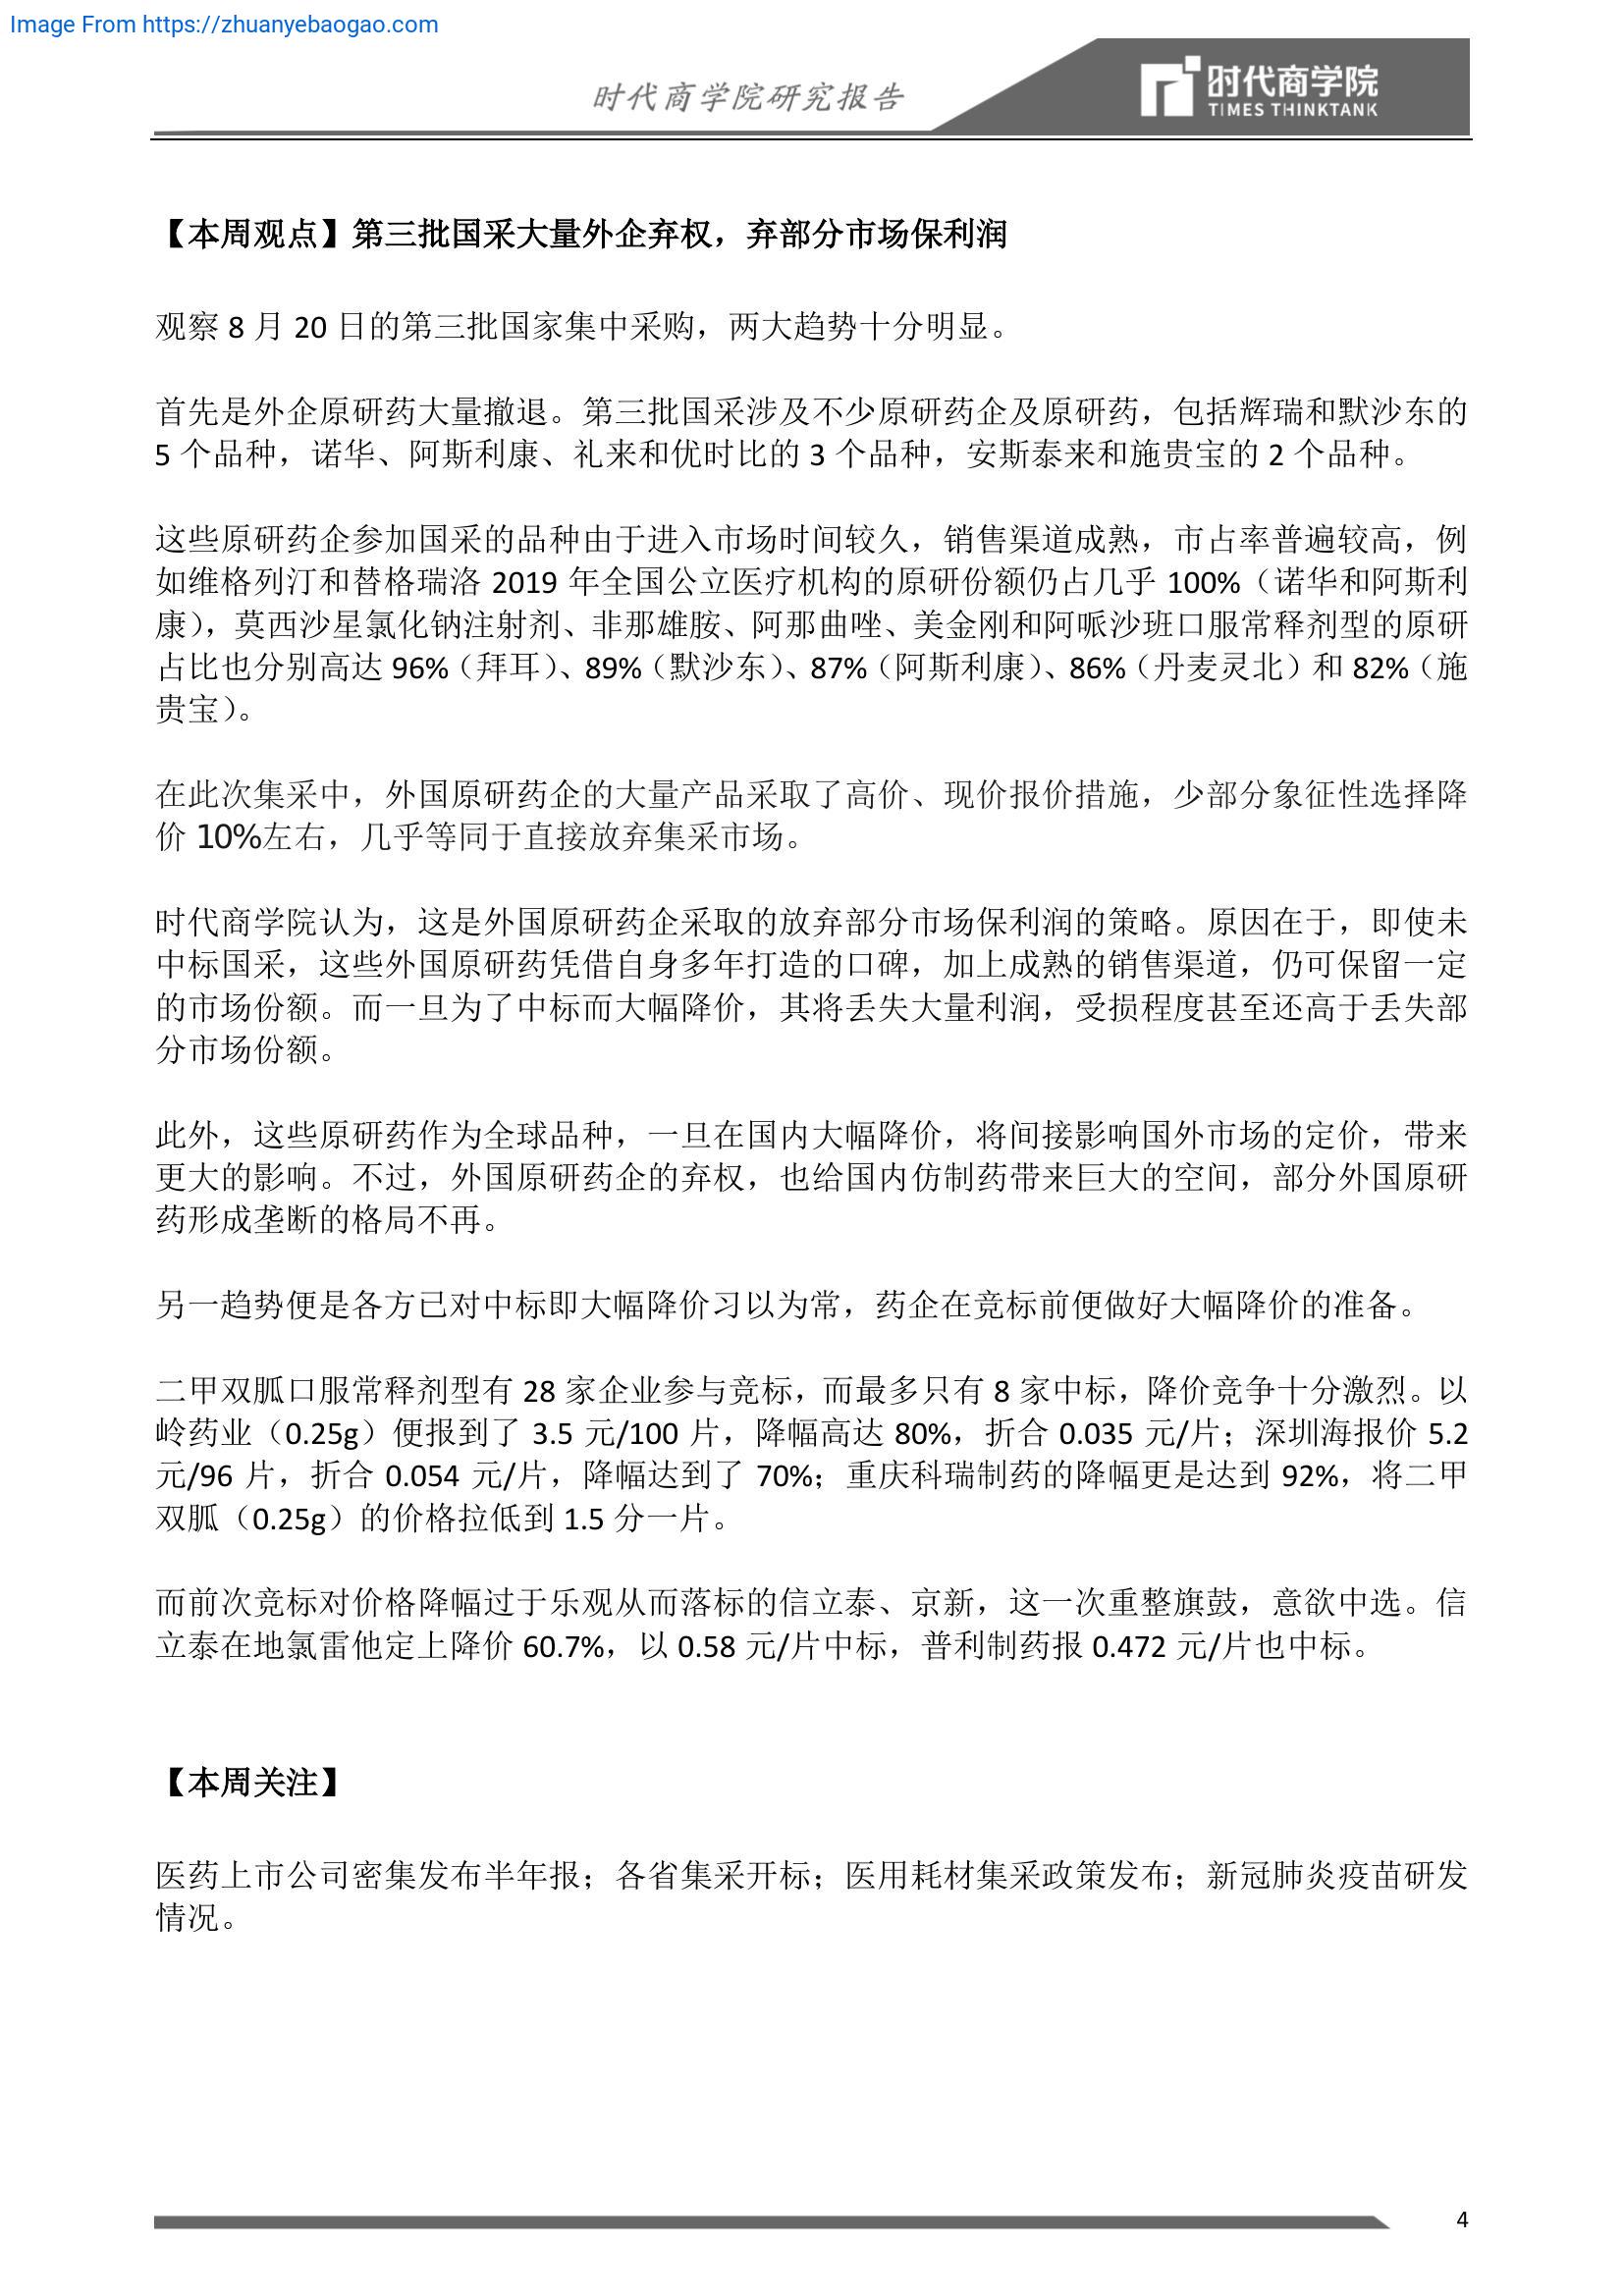 Image From https://zhuanyebaogao.com
时代商学院研究报告
时代商学院
TIMES THINKTANK
【本周观点】第三批国采大量外企弃权，弃部分市场保利润
观察 8 月 20 日的第三批国家集中采购，两大趋势十分明显。
首先是外企原研药大量撤退。第三批国采涉及不少原研药企及原研药，包括辉瑞和默沙东的
5 个品种，诺华、阿斯利康、礼来和优时比的 3 个品种，安斯泰来和施贵宝的 2 个品种。
这些原研药企参加国采的品种由于进入市场时间较久，销售渠道成熟，市占率普遍较高，例
如维格列汀和替格瑞洛 2019 年全国公立医疗机构的原研份额仍占几乎 100%（诺华和阿斯利
康），莫西沙星氯化钠注射剂、非那雄胺、阿那曲唑、美金刚和阿哌沙班口服常释剂型的原研
占比也分别高达 96%（拜耳）、89%（默沙东）、87%（阿斯利康）、86%（丹麦灵北）和 82%（施
贵宝）。
在此次集采中，外国原研药企的大量产品采取了高价、现价报价措施，少部分象征性选择降
价 10%左右，几乎等同于直接放弃集采市场。
时代商学院认为，这是外国原研药企采取的放弃部分市场保利润的策略。原因在于，即使未
中标国采，这些外国原研药凭借自身多年打造的口碑，加上成熟的销售渠道，仍可保留一定
的市场份额。而一旦为了中标而大幅降价，其将丢失大量利润，受损程度甚至还高于丢失部
分市场份额。
此外，这些原研药作为全球品种，一旦在国内大幅降价，将间接影响国外市场的定价，带来
更大的影响。不过，外国原研药企的弃权，也给国内仿制药带来巨大的空间，部分外国原研
药形成垄断的格局不再。
另一趋势便是各方已对中标即大幅降价习以为常，药企在竞标前便做好大幅降价的准备。
二甲双胍口服常释剂型有 28 家企业参与竞标，而最多只有 8 家中标，降价竞争十分激烈。以
岭药业（0.25g）便报到了 3.5 元/100 片，降幅高达 80%，折合 0.035 元/片；深圳海报价 5.2
元/96 片，折合 0.054 元/片，降幅达到了 70%；重庆科瑞制药的降幅更是达到 92%，将二甲
双胍（0.25g）的价格拉低到 1.5 分一片。
而前次竞标对价格降幅过于乐观从而落标的信立泰、京新，这一次重整旗鼓，意欲中选。信
立泰在地氯雷他定上降价 60.7%，以 0.58 元/片中标，普利制药报 0.472 元/片也中标。
【本周关注】
医药上市公司密集发布半年报；各省集采开标；医用耗材集采政策发布；新冠肺炎疫苗研发
情况。
4